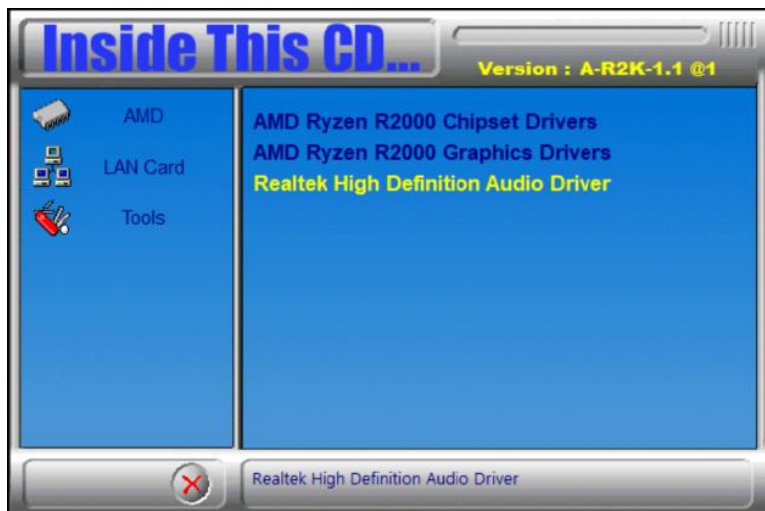 Inside This CD...
Version : A-R2K-1.1 @1
AMD
LAN Card
Tools
AMD Ryzen R2000 Chipset Drivers
AMD Ryzen R2000 Graphics Drivers
Realtek High Definition Audio Driver
Realtek High Definition Audio Driver